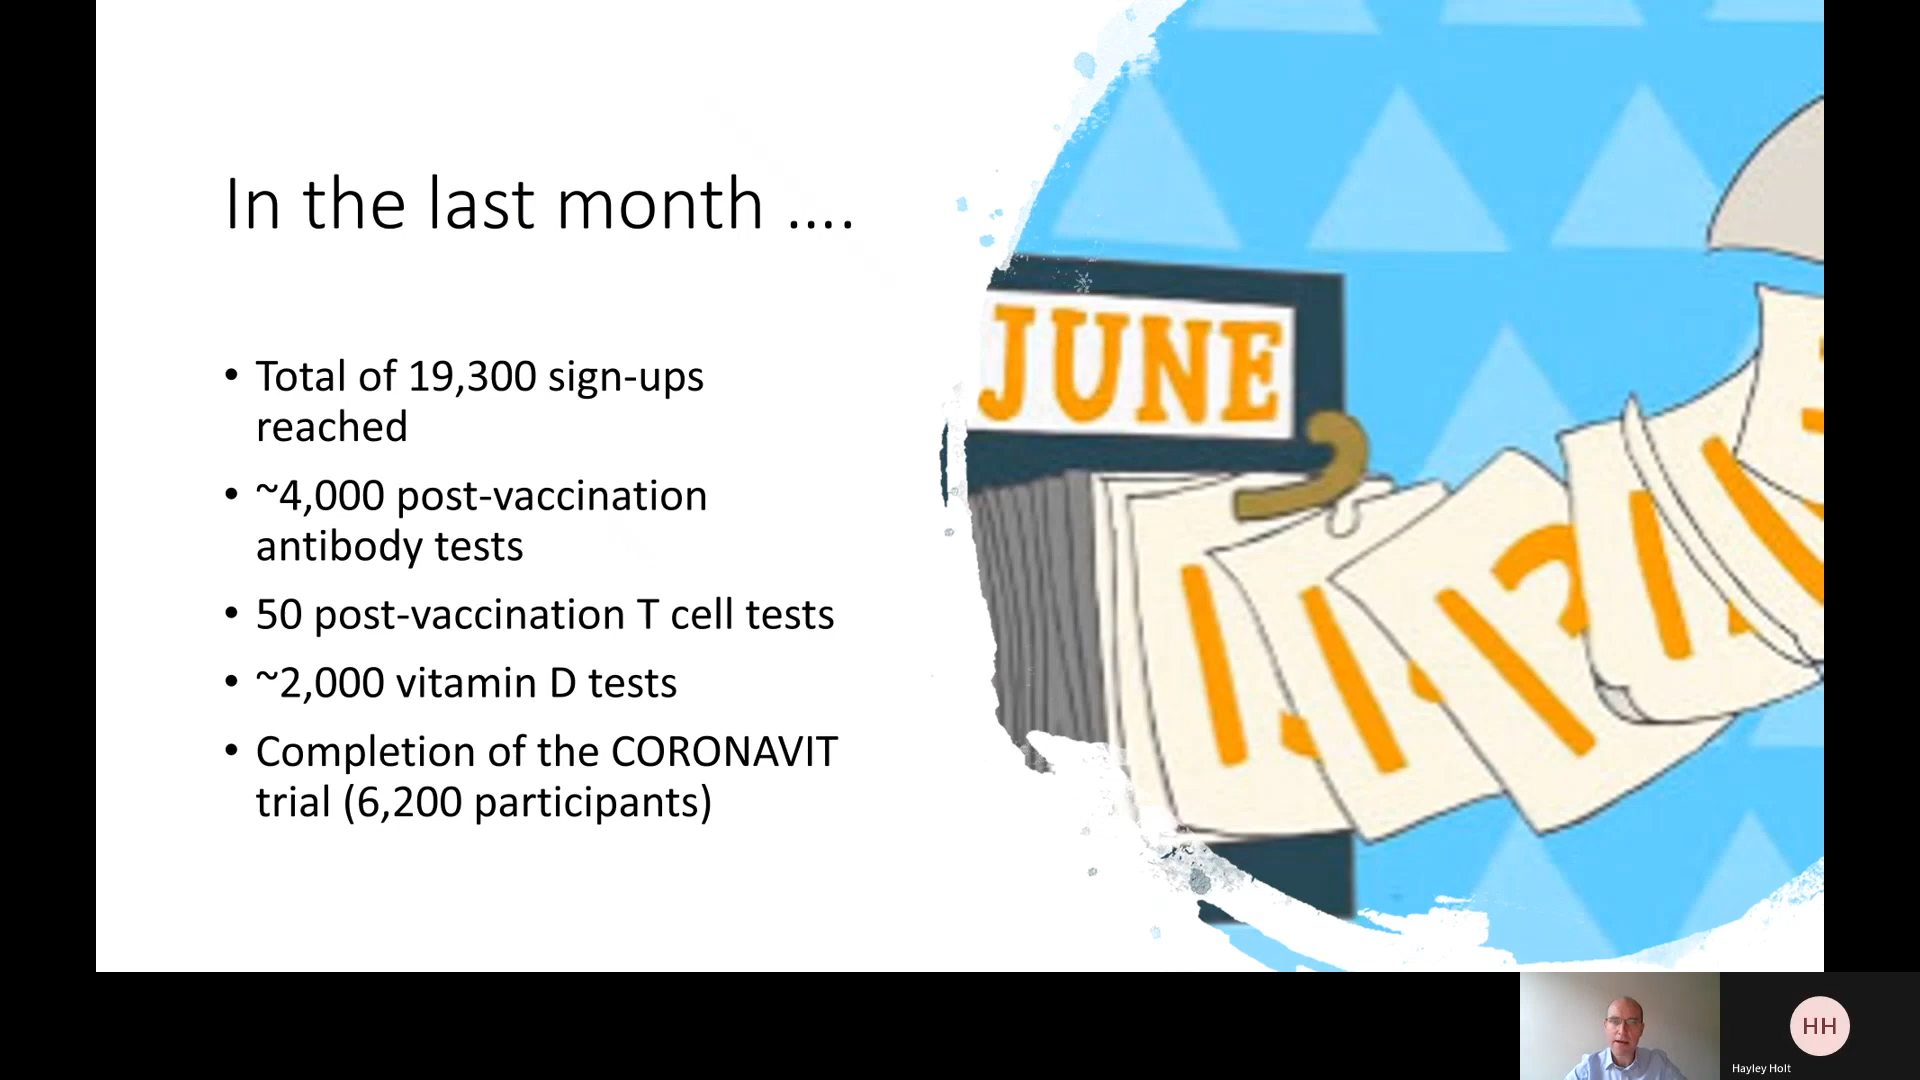 In the last month ....
• Total of 19,300 sign-ups
reached
• ~4,000 post-vaccination
antibody tests
• 50 post-vaccination T cell tests
• ~2,000 vitamin D tests
• Completion of the CORONAVIT
trial (6,200 participants)
JUNE
HH
Hayley Holt